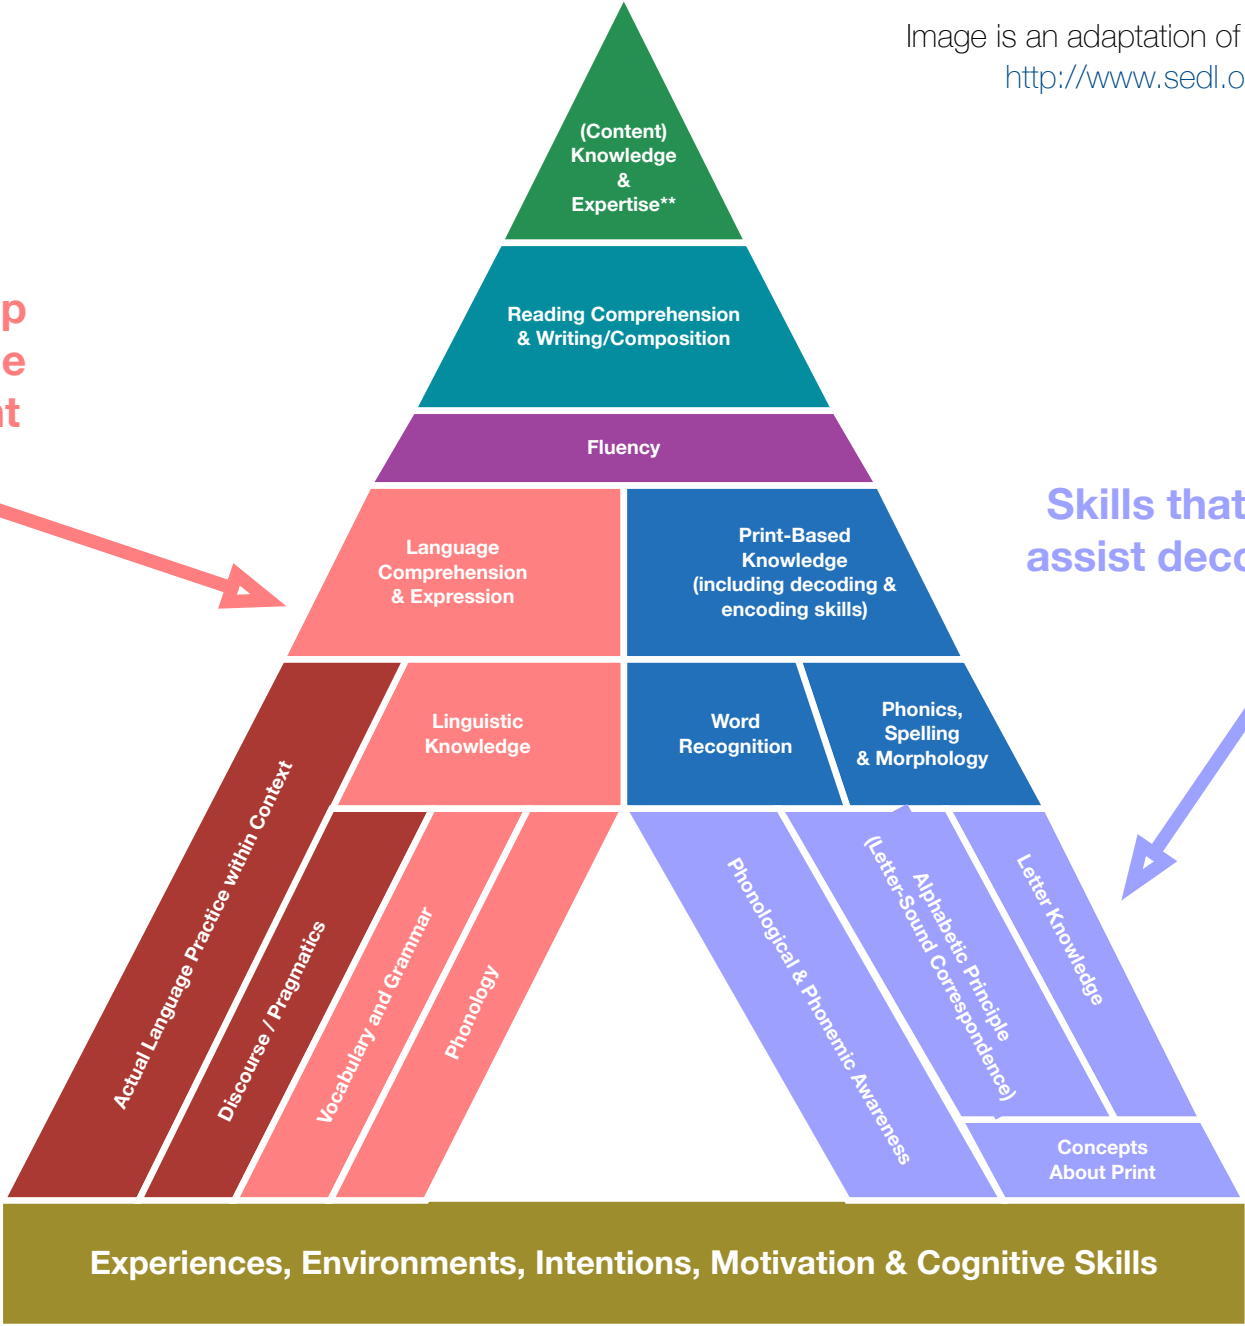 Image is an adaptation of
http://www.sedl.o
(Content)
Knowledge
&
Expertise**
Reading Comprehension
& Writing/Composition
p
e
nt
Fluency
Language
Comprehension
& Expression
Print-Based
Knowledge
(including decoding &
encoding skills)
Skills that
assist deco
Linguistic
Knowledge
Word
Recognition
Phonics,
Spelling
& Morphology
Actual Language Practice within Context
Discourse / Pragmatics
Vocabulary and Grammar
Phonology
Phonological & Phonemic Awareness
Alphabetic Principle
(Letter-Sound Correspondence)
Letter Knowledge
Concepts
About Print
Experiences, Environments, Intentions, Motivation & Cognitive Skills